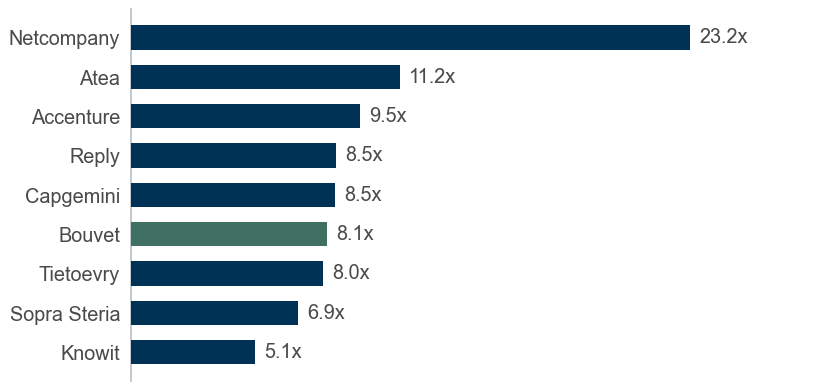 Netcompany 23.2x
Atea 11.2x
Accenture 9.5x
Reply 8.5x
Capgemini 8.5x
Bouvet 8.1x
Tietoevry 8.0x
Sopra Steria 6.9x
Knowit 5.1x